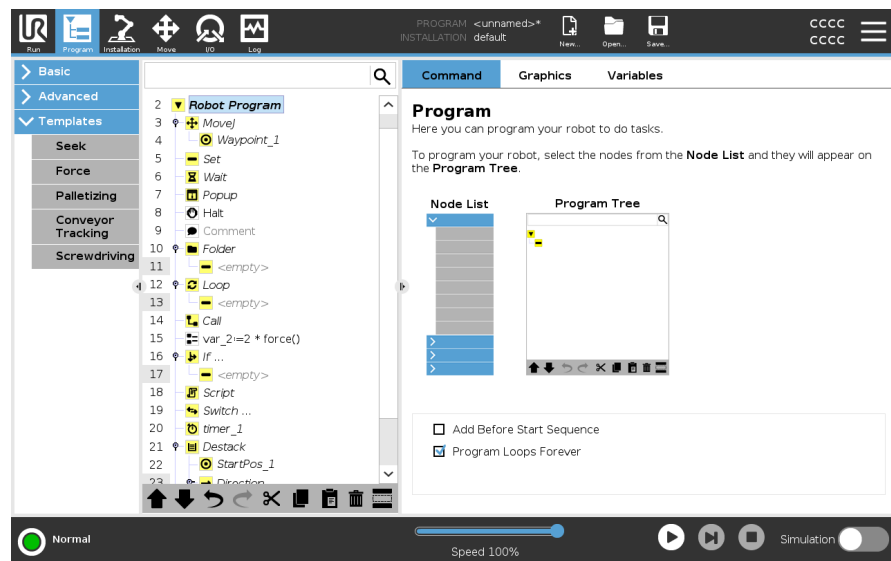 PROGRAM <unnamed>*
INSTALLATION default
CCCC
CCCC
Run Program Installation Move I/O Log New... Open... Save...
Basic
Advanced
Templates
Seek
Force
Palletizing
Conveyor
Tracking
Screwdriving
2 Robot Program
3 MoveJ
4 Waypoint_1
5 Set
6 Wait
7 Popup
8 Halt
9 Comment
10 Folder
11 <empty>
12 Loop
13 <empty>
14 Call
15 var_2:=2 * force()
16 If ...
17 <empty>
18 Script
19 Switch ...
20 timer_1
21 Destack
22 StartPos_1
23 Direction
Command Graphics Variables
Program
Here you can program your robot to do tasks.
To program your robot, select the nodes from the Node List and they will appear on
the Program Tree.
Node List Program Tree
Add Before Start Sequence
Program Loops Forever
Normal
Speed 100%
Simulation